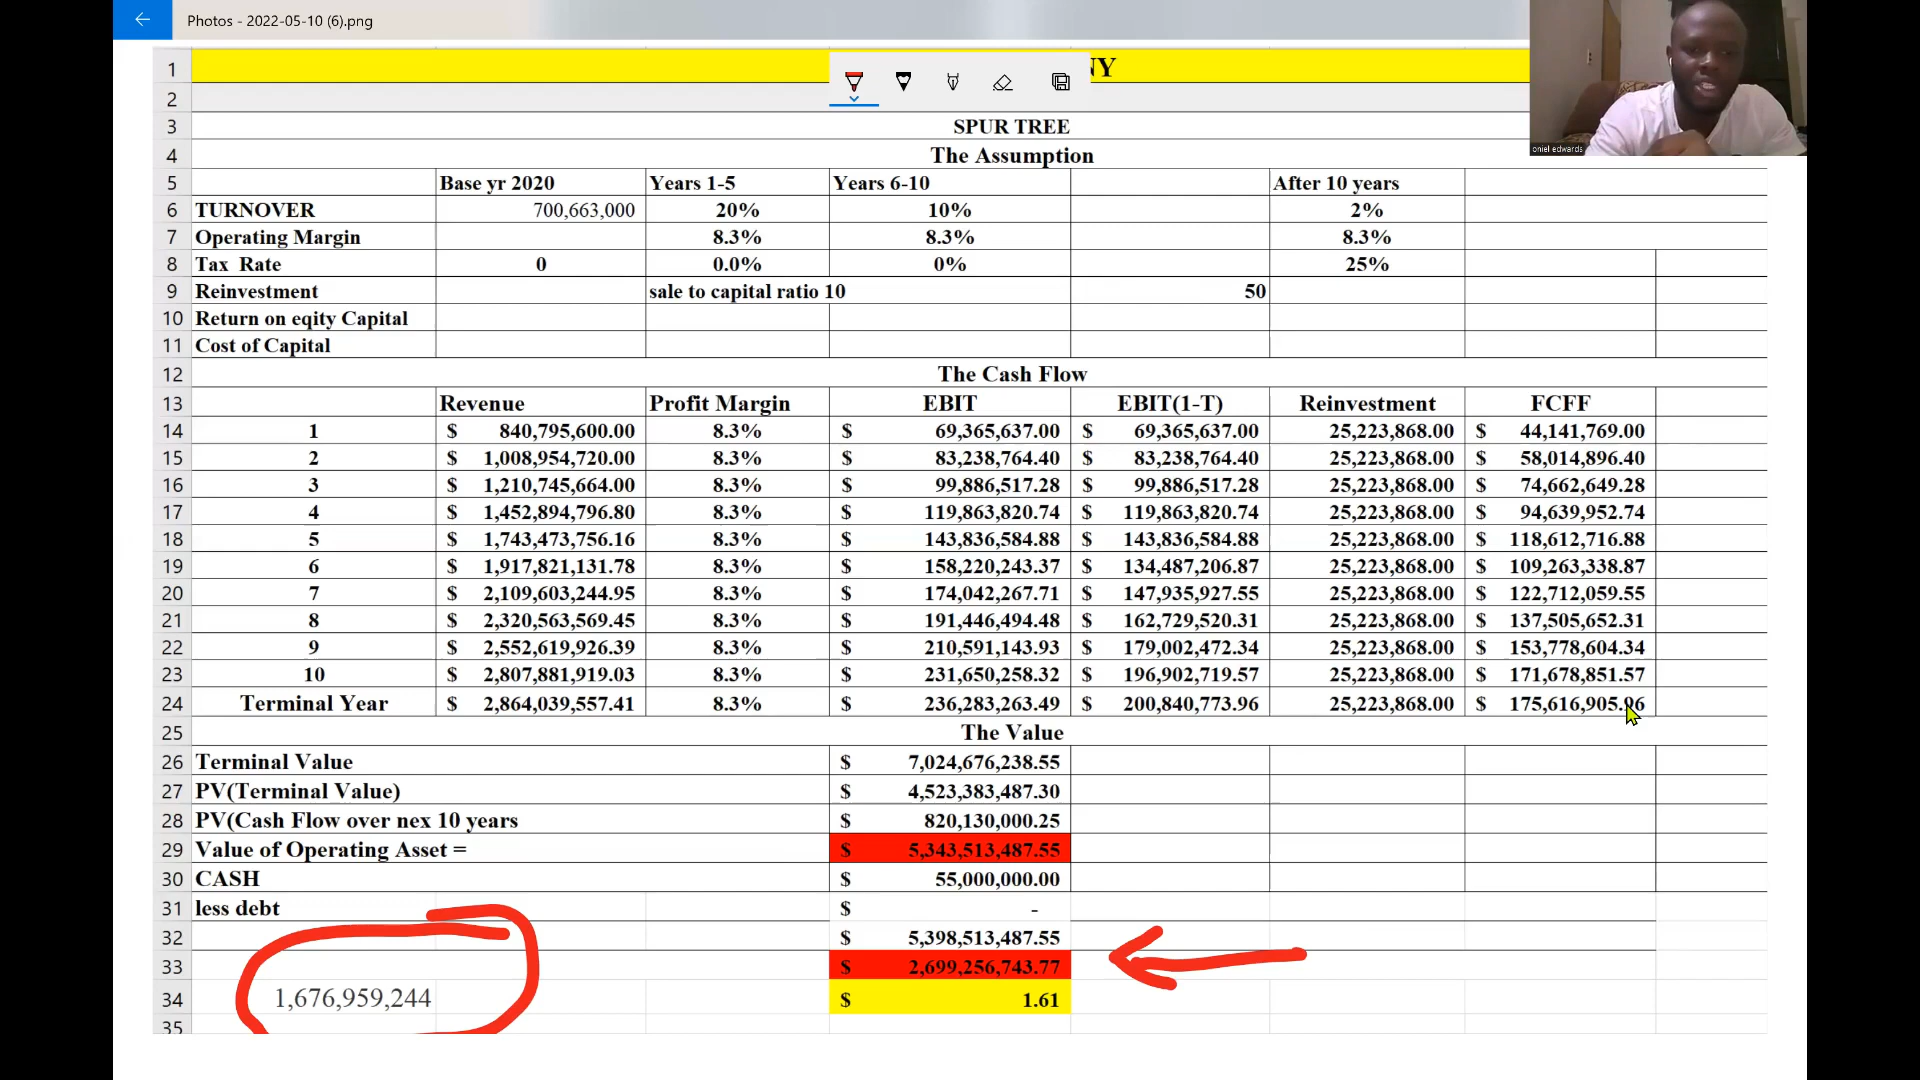 Photos - 2022-05-10 (6).png
oniel edwards
1 NY
2
3 SPUR TREE
4 The Assumption
5 Base yr 2020 Years 1-5 Years 6-10 After 10 years
6 TURNOVER 700,663,000 20% 10% 2%
7 Operating Margin 8.3% 8.3% 8.3%
8 Tax Rate 0 0.0% 0% 25%
9 Reinvestment sale to capital ratio 10 50
10 Return on eqity Capital
11 Cost of Capital
12 The Cash Flow
13 Revenue Profit Margin EBIT EBIT(1-T) Reinvestment FCFF
14 1 $ 840,795,600.00 8.3% $ 69,365,637.00 $ 69,365,637.00 25,223,868.00 $ 44,141,769.00
15 2 $ 1,008,954,720.00 8.3% $ 83,238,764.40 $ 83,238,764.40 25,223,868.00 $ 58,014,896.40
16 3 $ 1,210,745,664.00 8.3% $ 99,886,517.28 $ 99,886,517.28 25,223,868.00 $ 74,662,649.28
17 4 $ 1,452,894,796.80 8.3% $ 119,863,820.74 $ 119,863,820.74 25,223,868.00 $ 94,639,952.74
18 5 $ 1,743,473,756.16 8.3% $ 143,836,584.88 $ 143,836,584.88 25,223,868.00 $ 118,612,716.88
19 6 $ 1,917,821,131.78 8.3% $ 158,220,243.37 $ 134,487,206.87 25,223,868.00 $ 109,263,338.87
20 7 $ 2,109,603,244.95 8.3% $ 174,042,267.71 $ 147,935,927.55 25,223,868.00 $ 122,712,059.55
21 8 $ 2,320,563,569.45 8.3% $ 191,446,494.48 $ 162,729,520.31 25,223,868.00 $ 137,505,652.31
22 9 $ 2,552,619,926.39 8.3% $ 210,591,143.93 $ 179,002,472.34 25,223,868.00 $ 153,778,604.34
23 10 $ 2,807,881,919.03 8.3% $ 231,650,258.32 $ 196,902,719.57 25,223,868.00 $ 171,678,851.57
24 Terminal Year $ 2,864,039,557.41 8.3% $ 236,283,263.49 $ 200,840,773.96 25,223,868.00 $ 175,616,905.96
25 The Value
26 Terminal Value $ 7,024,676,238.55
27 PV(Terminal Value) $ 4,523,383,487.30
28 PV(Cash Flow over nex 10 years $ 820,130,000.25
29 Value of Operating Asset = $ 5,343,513,487.55
30 CASH $ 55,000,000.00
31 less debt $ -
32 $ 5,398,513,487.55
33 $ 2,699,256,743.77
34 1,676,959,244 $ 1.61
35